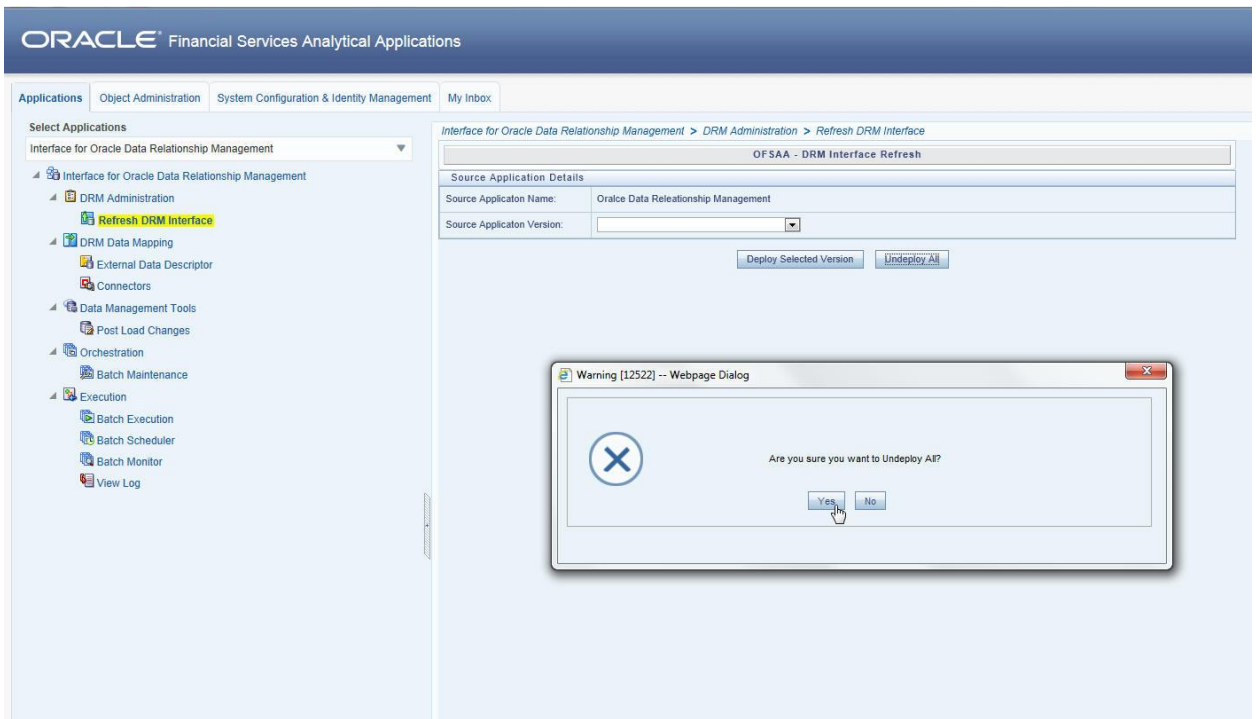 ORACLE® Financial Services Analytical Applications
Applications Object Administration System Configuration & Identity Management My Inbox
Select Applications
Interface for Oracle Data Relationship Management
Interface for Oracle Data Relationship Management
DRM Administration
Refresh DRM Interface
DRM Data Mapping
External Data Descriptor
Connectors
Data Management Tools
Post Load Changes
Orchestration
Batch Maintenance
Execution
Batch Execution
Batch Scheduler
Batch Monitor
View Log
Interface for Oracle Data Relationship Management > DRM Administration > Refresh DRM Interface
OFSAA - DRM Interface Refresh
Source Application Details
Source Applicaton Name: Oralce Data Releationship Management
Source Applicaton Version:
Deploy Selected Version Undeploy All
Warning [12522] -- Webpage Dialog
Are you sure you want to Undeploy All?
Yes No